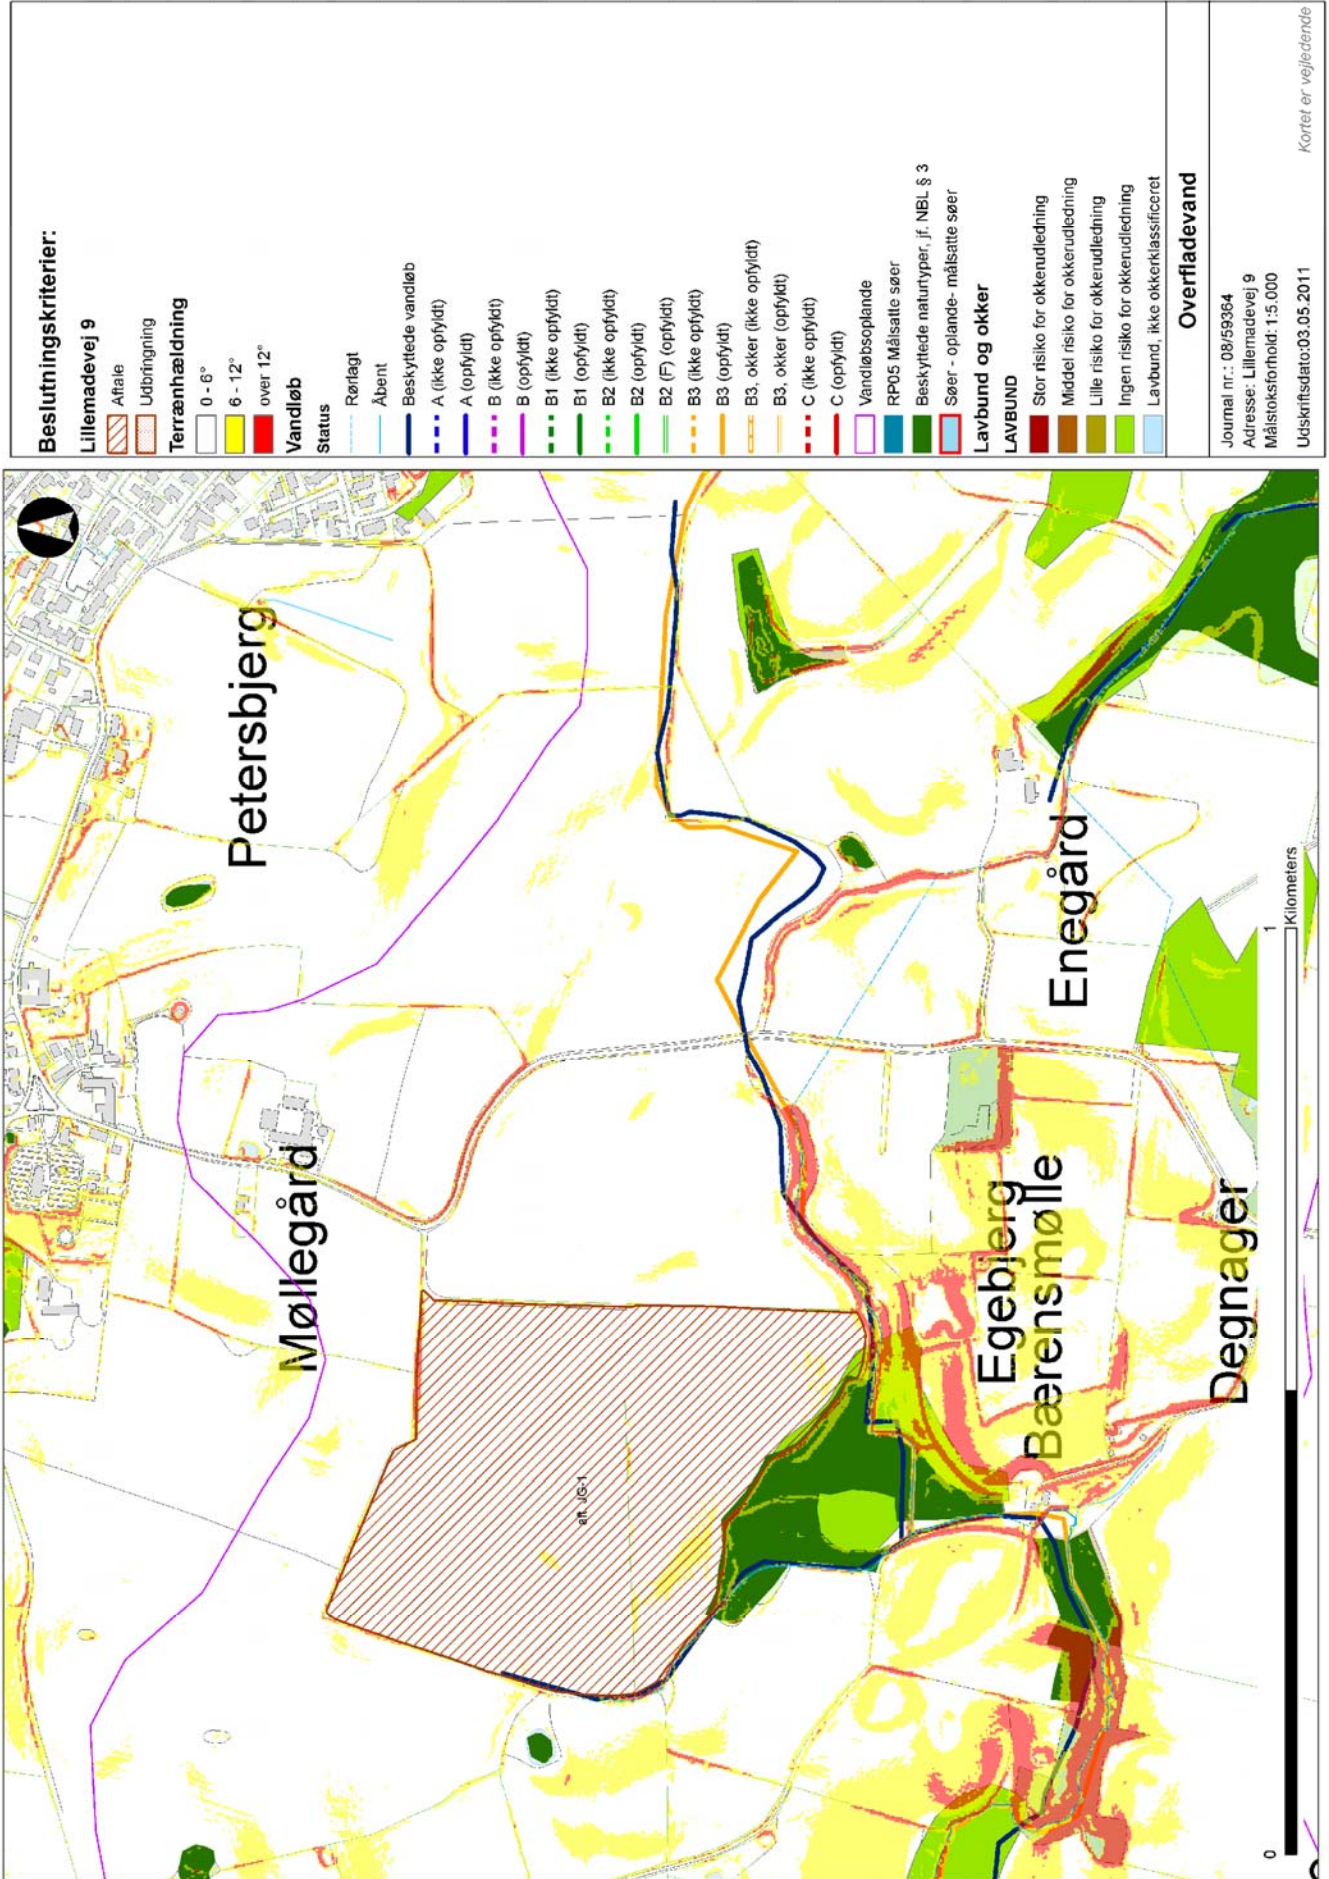 Petersbjerg
Møllegård
aft. JG-1
Enegård
Egebjerg
Bærensmølle
Degnager
0
1
Kilometers
Beslutningskriterier:
Lillemadevej 9
Aftale
Udbringning
Terrænhældning
0 - 6°
6 - 12°
over 12°
Vandløb
Status
Rørlagt
Åbent
Beskyttede vandløb
A (ikke opfyldt)
A (opfyldt)
B (ikke opfyldt)
B (opfyldt)
B1 (ikke opfyldt)
B1 (opfyldt)
B2 (ikke opfyldt)
B2 (opfyldt)
B2 (F) (opfyldt)
B3 (ikke opfyldt)
B3 (opfyldt)
B3, okker (ikke opfyldt)
B3, okker (opfyldt)
C (ikke opfyldt)
C (opfyldt)
Vandløbsoplande
RP05 Målsatte søer
Beskyttede naturtyper, jf. NBL § 3
Søer - oplande- målsatte søer
Lavbund og okker
LAVBUND
Stor risiko for okkerudledning
Middel risiko for okkerudledning
Lille risiko for okkerudledning
Ingen risiko for okkerudledning
Lavbund, ikke okkerklassificeret
Overfladevand
Journal nr.: 08/59364
Adresse: Lillemadevej 9
Målstoksforhold: 1:5.000
Udskriftsdato:03.05.2011
Kortet er vejledende